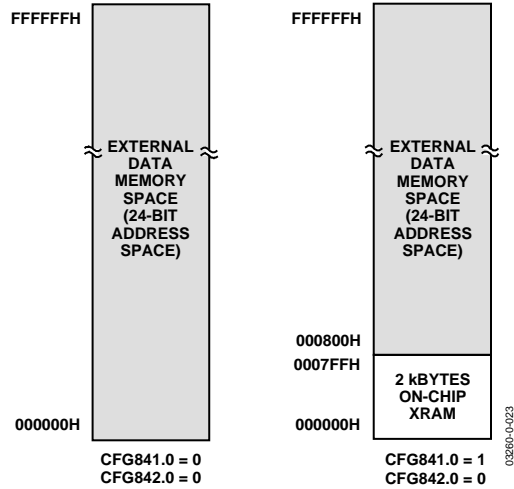 FFFFFFH
EXTERNAL
DATA
MEMORY
SPACE
(24-BIT
ADDRESS
SPACE)
000000H
CFG841.0 = 0
CFG842.0 = 0
FFFFFFH
EXTERNAL
DATA
MEMORY
SPACE
(24-BIT
ADDRESS
SPACE)
000800H
0007FFH
2 kBYTES
ON-CHIP
XRAM
000000H
CFG841.0 = 1
CFG842.0 = 0
03260-0-023